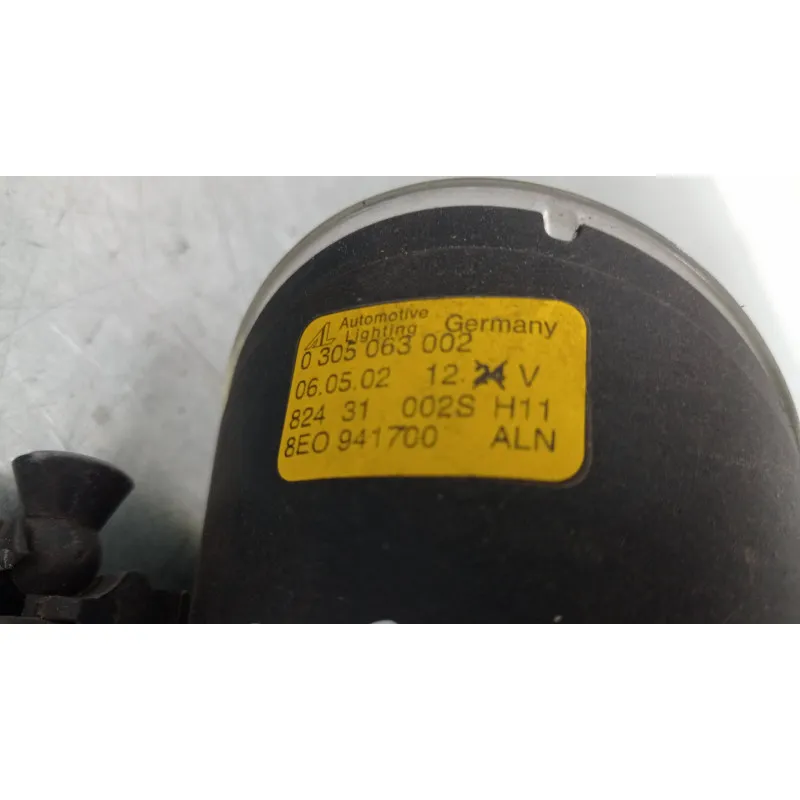 AL Automotive Lighting Germany
0 305 063 002
06.05.02 12.24 V
824 31 002S H11
8EO 941700 ALN